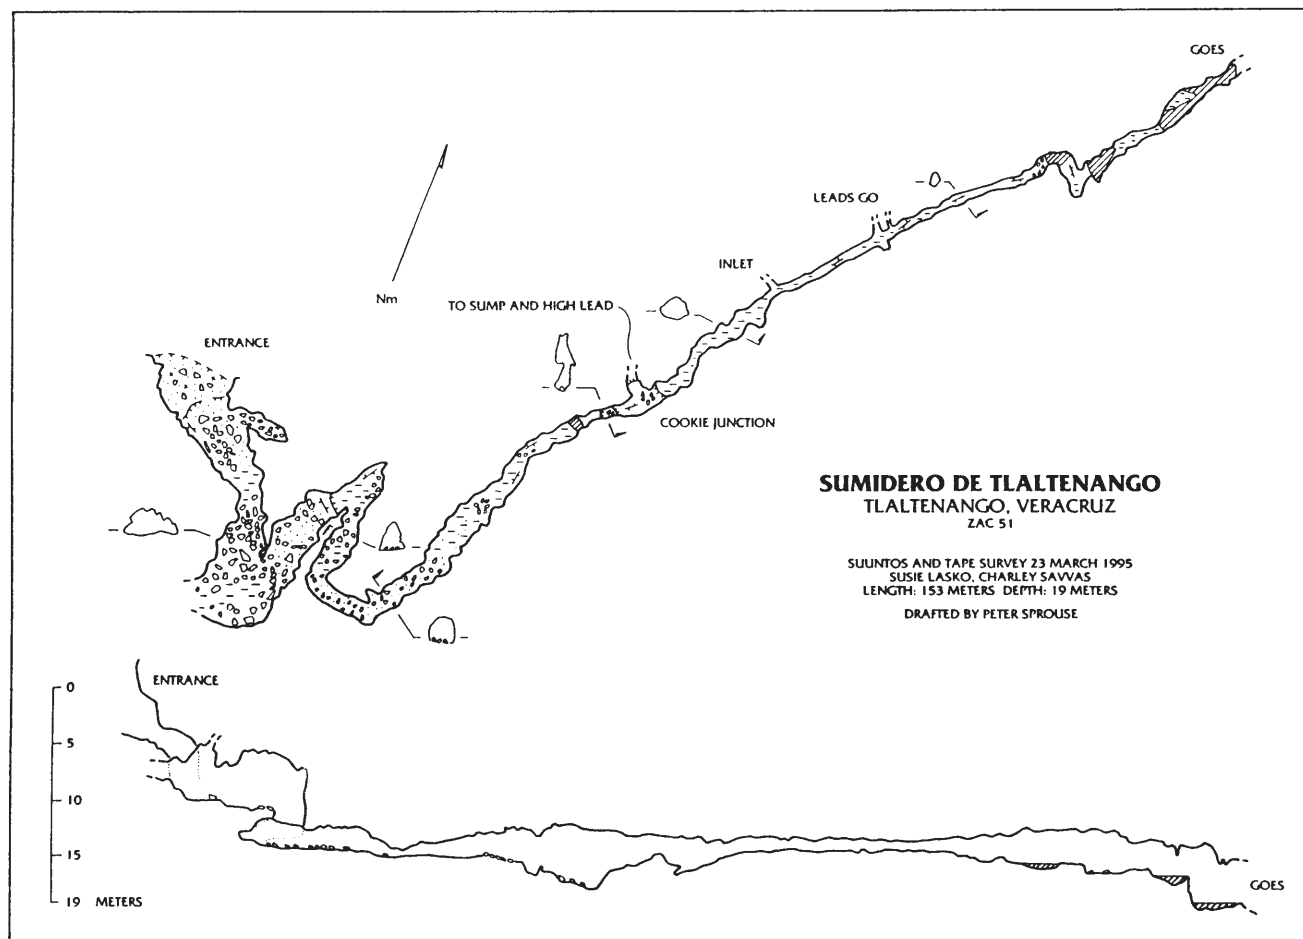 GOES
LEADS GO
INLET
Nm
TO SUMP AND HIGH LEAD
ENTRANCE
COOKIE JUNCTION
SUMIDERO DE TLALTENANGO
TLALTENANGO, VERACRUZ
ZAC 51
SUUNTOS AND TAPE SURVEY 23 MARCH 1995
SUSIE LASKO, CHARLEY SAVVAS
LENGTH: 153 METERS DEPTH: 19 METERS
DRAFTED BY PETER SPROUSE
ENTRANCE
0
5
10
15
19 METERS
GOES